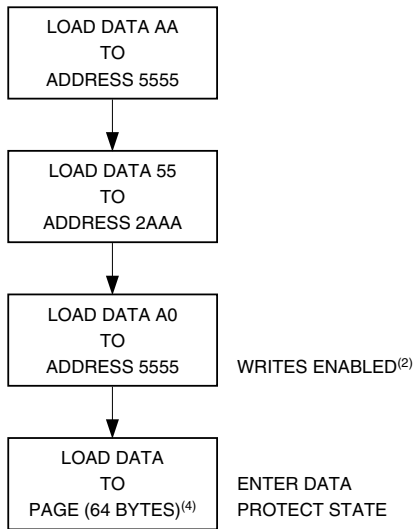 LOAD DATA AA
TO
ADDRESS 5555
LOAD DATA 55
TO
ADDRESS 2AAA
LOAD DATA A0
TO
ADDRESS 5555
WRITES ENABLED(2)
LOAD DATA
TO
PAGE (64 BYTES)(4)
ENTER DATA
PROTECT STATE